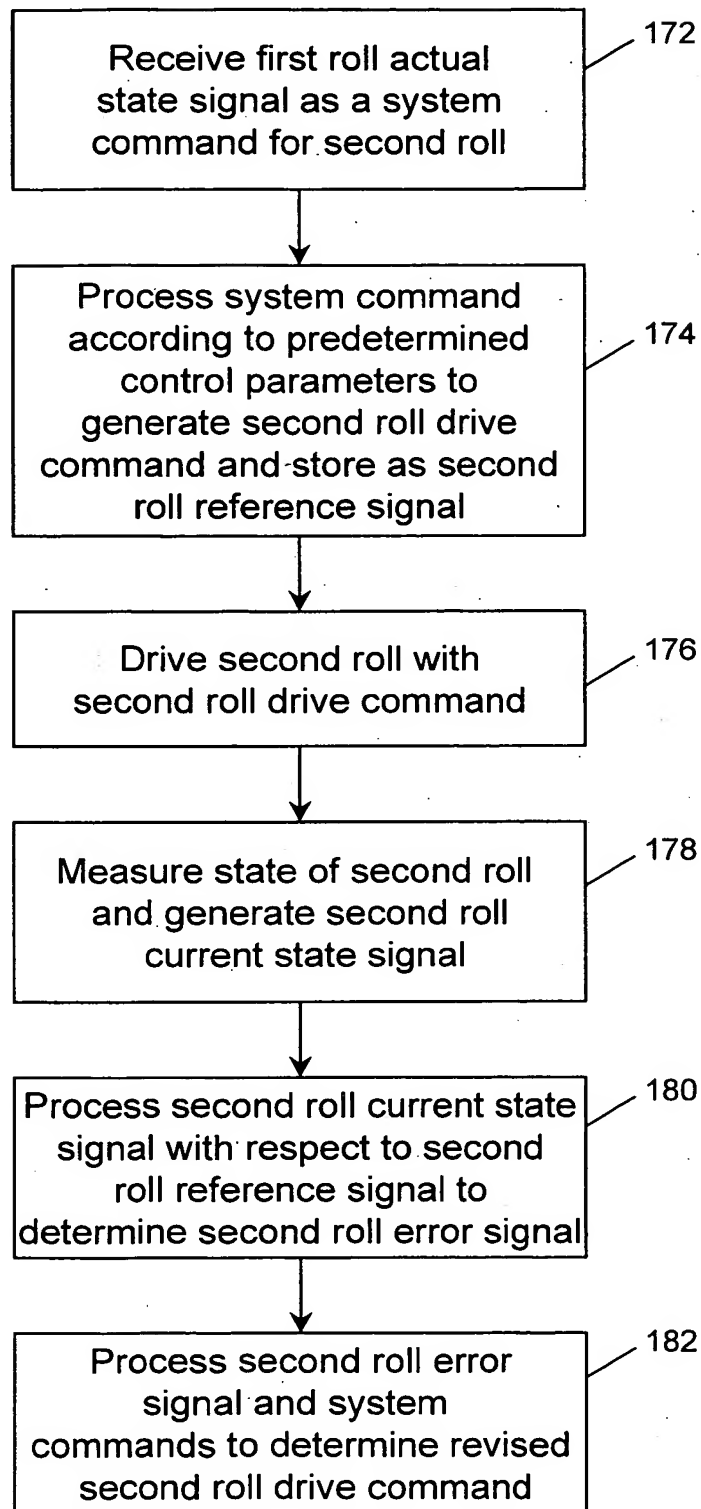 Receive first roll actual
state signal as a system
command for second roll
172
Process system command
according to predetermined
control parameters to
generate second roll drive
command and store as second
roll reference signal
174
Drive second roll with
second roll drive command
176
Measure state of second roll
and generate second roll
current state signal
178
Process second roll current state
signal with respect to second
roll reference signal to
determine second roll error signal
180
Process second roll error
signal and system
commands to determine revised
second roll drive command
182